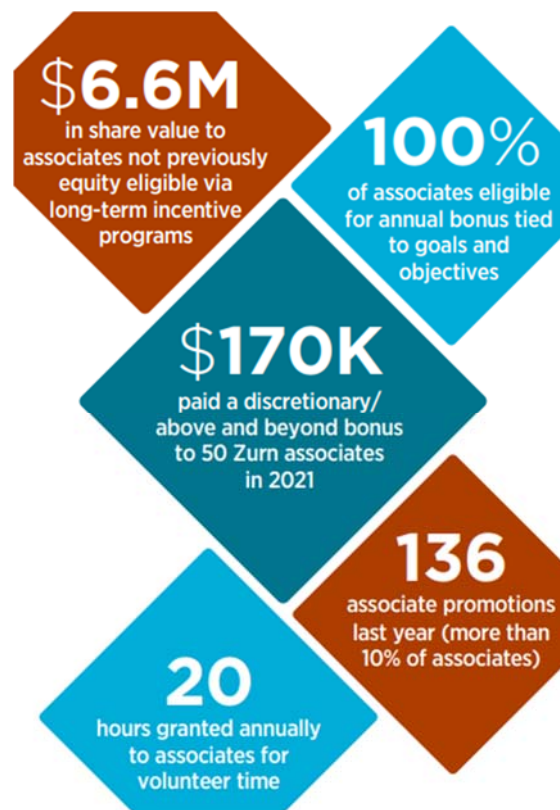 $6.6M
in share value to
associates not previously
equity eligible via
long-term incentive
programs
100%
of associates eligible
for annual bonus tied
to goals and
objectives
$170K
paid a discretionary/
above and beyond bonus
to 50 Zurn associates
in 2021
136
associate promotions
last year (more than
10% of associates)
20
hours granted annually
to associates for
volunteer time